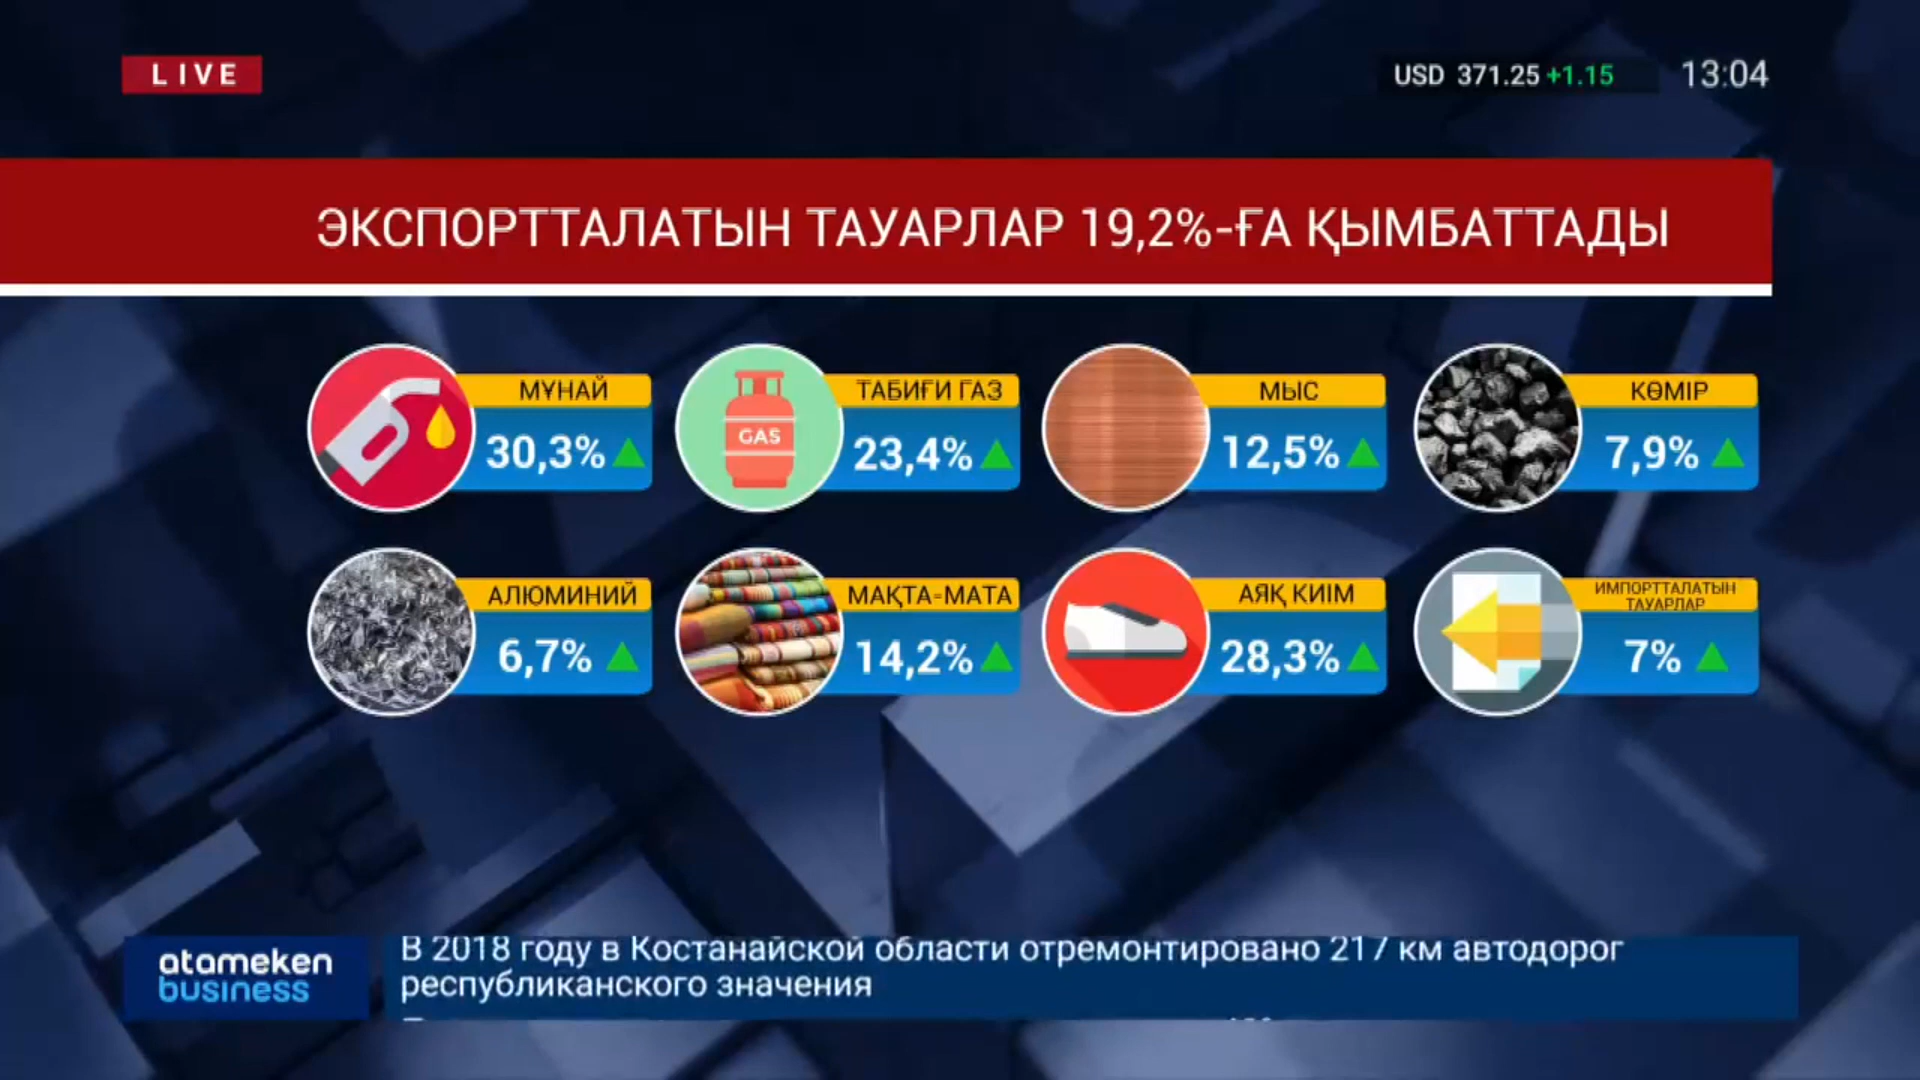 LIVE
USD 371.25 +1.15
13:04
ЭКСПОРТТАЛАТЫН ТАУАРЛАР 19,2%-ҒА ҚЫМБАТТАДЫ
МҰНАЙ
30,3%
ТАБИҒИ ГАЗ
GAS
23,4%
МЫС
12,5%
КӨМІР
7,9%
АЛЮМИНИЙ
6,7%
МАҚТА-МАТА
14,2%
АЯҚ КИІМ
28,3%
ИМПОРТТАЛАТЫН
ТАУАРЛАР
7%
atameken
business
В 2018 году в Костанайской области отремонтировано 217 км автодорог
республиканского значения